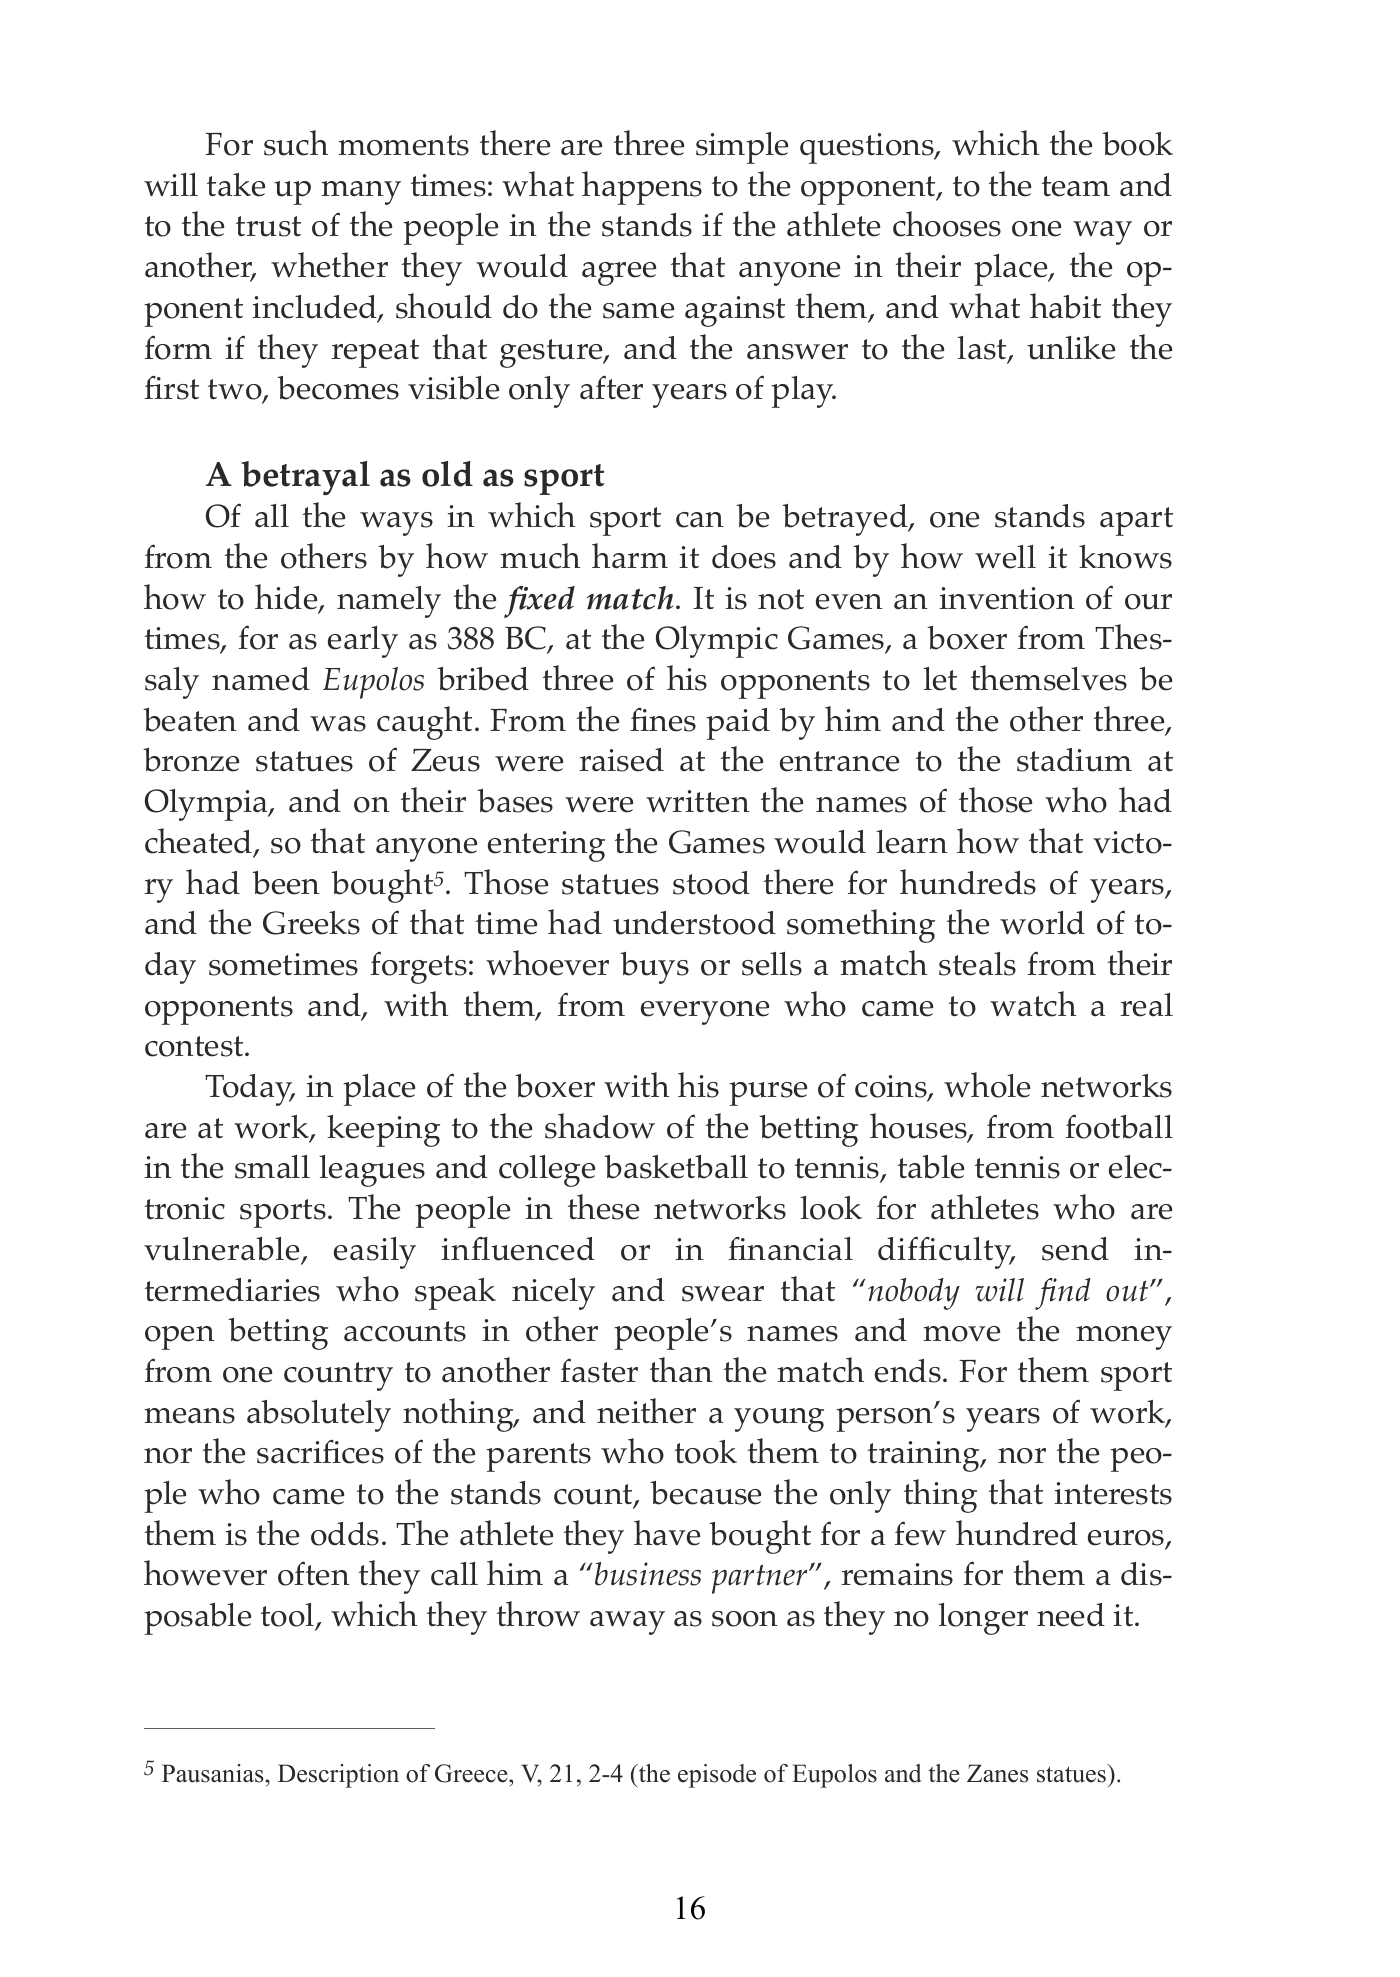 For such moments there are three simple questions, which the book
will take up many times: what happens to the opponent, to the team and
to the trust of the people in the stands if the athlete chooses one way or
another, whether they would agree that anyone in their place, the op-
ponent included, should do the same against them, and what habit they
form if they repeat that gesture, and the answer to the last, unlike the
first two, becomes visible only after years of play.
A betrayal as old as sport
Of all the ways in which sport can be betrayed, one stands apart
from the others by how much harm it does and by how well it knows
how to hide, namely the fixed match. It is not even an invention of our
times, for as early as 388 BC, at the Olympic Games, a boxer from Thes-
saly named Eupolos bribed three of his opponents to let themselves be
beaten and was caught. From the fines paid by him and the other three,
bronze statues of Zeus were raised at the entrance to the stadium at
Olympia, and on their bases were written the names of those who had
cheated, so that anyone entering the Games would learn how that victo-
ry had been bought5. Those statues stood there for hundreds of years,
and the Greeks of that time had understood something the world of to-
day sometimes forgets: whoever buys or sells a match steals from their
opponents and, with them, from everyone who came to watch a real
contest.
Today, in place of the boxer with his purse of coins, whole networks
are at work, keeping to the shadow of the betting houses, from football
in the small leagues and college basketball to tennis, table tennis or elec-
tronic sports. The people in these networks look for athletes who are
vulnerable, easily influenced or in financial difficulty, send in-
termediaries who speak nicely and swear that “nobody will find out”,
open betting accounts in other people’s names and move the money
from one country to another faster than the match ends. For them sport
means absolutely nothing, and neither a young person’s years of work,
nor the sacrifices of the parents who took them to training, nor the peo-
ple who came to the stands count, because the only thing that interests
them is the odds. The athlete they have bought for a few hundred euros,
however often they call him a “business partner”, remains for them a dis-
posable tool, which they throw away as soon as they no longer need it.
5 Pausanias, Description of Greece, V, 21, 2-4 (the episode of Eupolos and the Zanes statues).
16